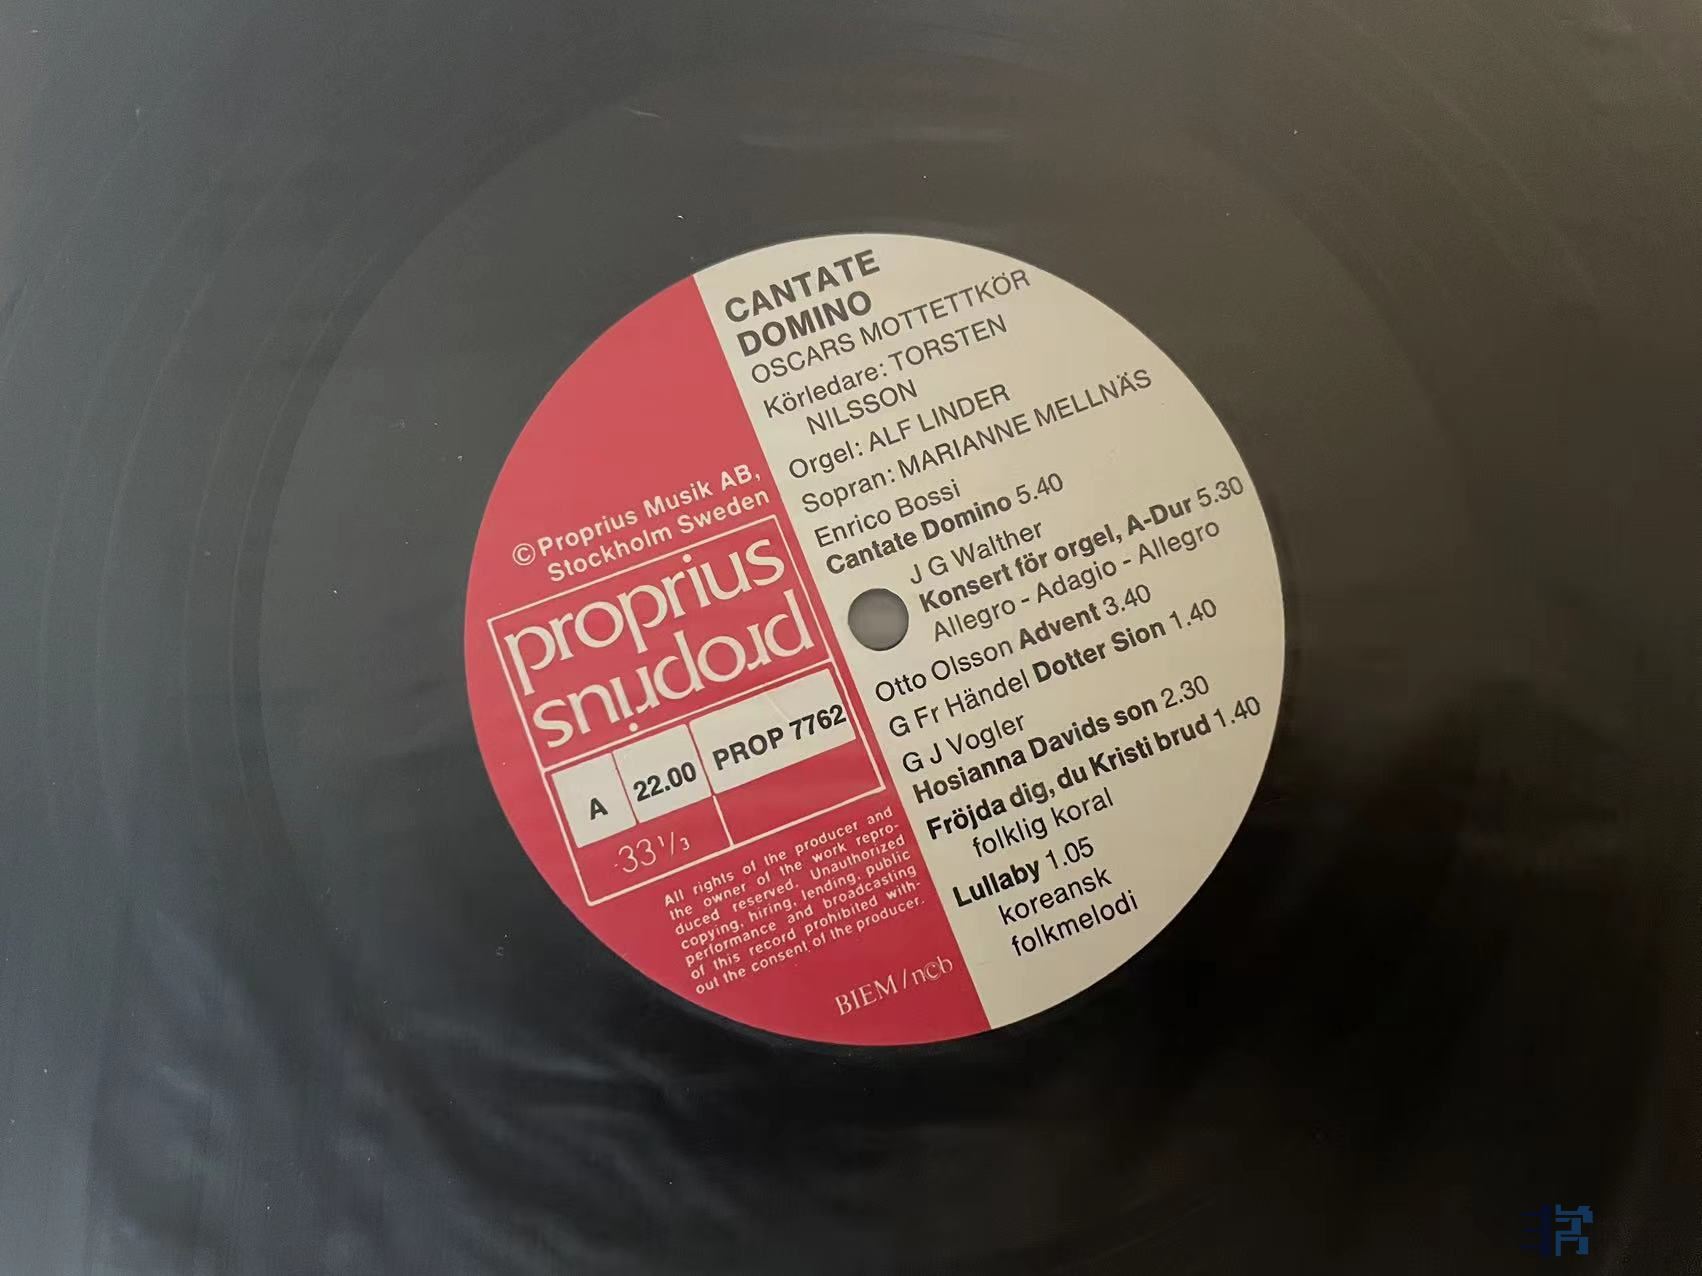 CANTATE
DOMINO
OSCARS MOTTETTKÖR
Körledare: TORSTEN
NILSSON
Orgel: ALF LINDER
Sopran: MARIANNE MELLNÄS
Enrico Bossi
Cantate Domino 5.40
J G Walther
Konsert för orgel, A-Dur 5.30
Allegro - Adagio - Allegro
Otto Olsson Advent 3.40
G Fr Händel Dotter Sion 1.40
G J Vogler
Hosianna Davids son 2.30
Fröjda dig, du Kristi brud 1.40
folklig koral
Lullaby 1.05
koreansk
folkmelodi
© Proprius Musik AB,
Stockholm Sweden
proprius
proprius
A 22.00 PROP 7762
33 1/3
All rights of the producer and
the owner of the work repro-
duced reserved. Unauthorized
copying, hiring, lending, public
performance and broadcasting
of this record prohibited with-
out the consent of the producer.
BIEM/ncb